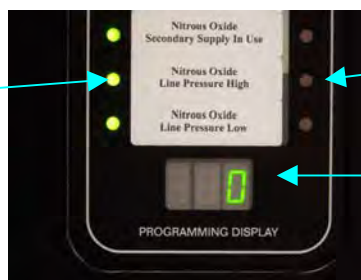 Nitrous Oxide
Secondary Supply In Use
Nitrous Oxide
Line Pressure High
Nitrous Oxide
Line Pressure Low
0
PROGRAMMING DISPLAY